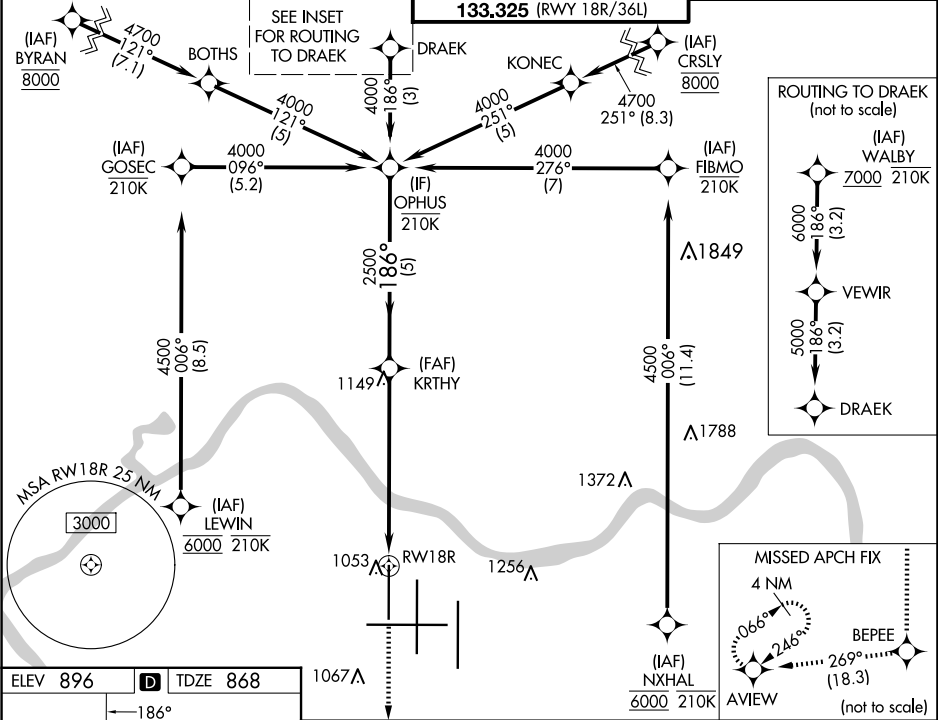 133.325 (RWY 18R/36L)
SEE INSET
FOR ROUTING
TO DRAEK
(IAF)
BYRAN
8000
4700
121°
(7.1)
BOTHS
4000
121°
(5)
DRAEK
4000
186°
(3)
KONEC
4000
251°
(5)
(IAF)
CRSLY
8000
4700
251° (8.3)
(IAF)
GOSEC
210K
4000
096°
(5.2)
(IF)
OPHUS
210K
4000
276°
(7)
(IAF)
FIBMO
210K
ROUTING TO DRAEK
(not to scale)
(IAF)
WALBY
7000 210K
6000
186°
(3.2)
VEWIR
5000
186°
(3.2)
DRAEK
2500
186°
(5)
1849
4500
006°
(8.5)
1149
(FAF)
KRTHY
4500
006°
(11.4)
1788
1372
MSA RW18R 25 NM
3000
(IAF)
LEWIN
6000 210K
1053
RW18R
1256
1067
(IAF)
NXHAL
6000 210K
MISSED APCH FIX
4 NM
066°
246°
BEPEE
269°
(18.3)
AVIEW
(not to scale)
ELEV 896 D TDZE 868
186°